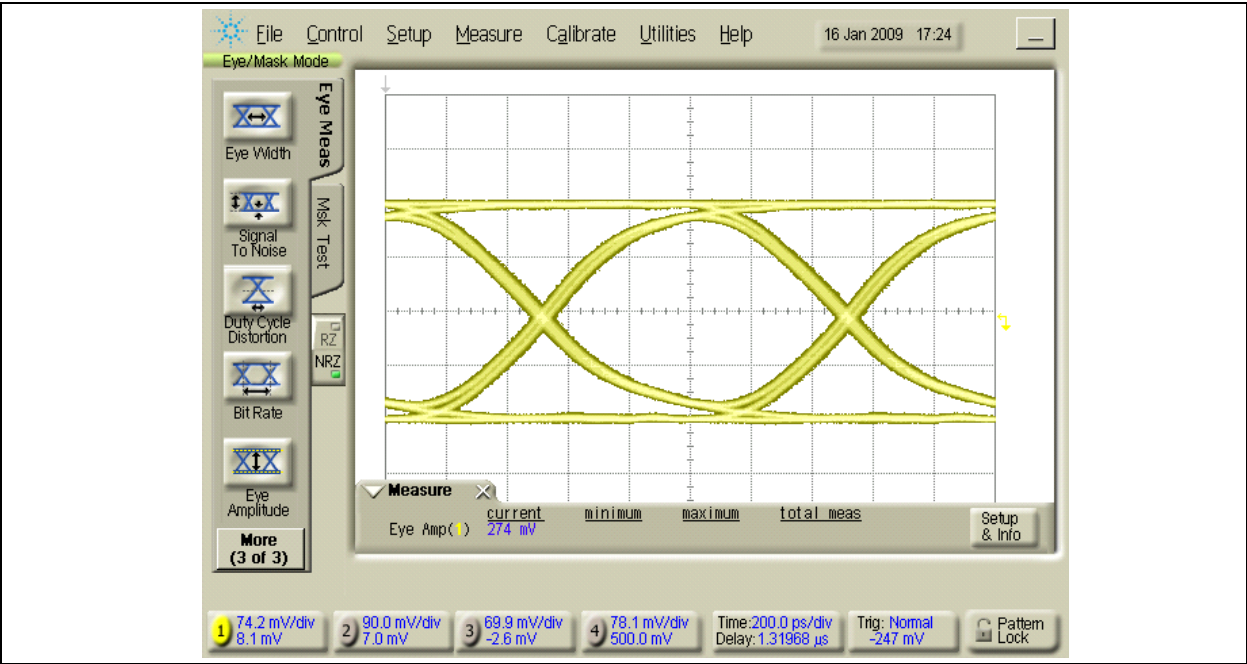 File Control Setup Measure Calibrate Utilities Help 16 Jan 2009 17:24
Eye/Mask Mode
Eye Meas
Msk Test
Eye Width
Signal
To Noise
Duty Cycle
Distortion
RZ
NRZ
Bit Rate
Eye
Amplitude
More
(3 of 3)
Measure
current minimum maximum total meas
Eye Amp(1) 274 mV
Setup
& Info
1 74.2 mV/div
8.1 mV
2 90.0 mV/div
7.0 mV
3 69.9 mV/div
-2.6 mV
4 78.1 mV/div
500.0 mV
Time:200.0 ps/div
Delay:1.31968 µs
Trig: Normal
-247 mV
Pattern
Lock